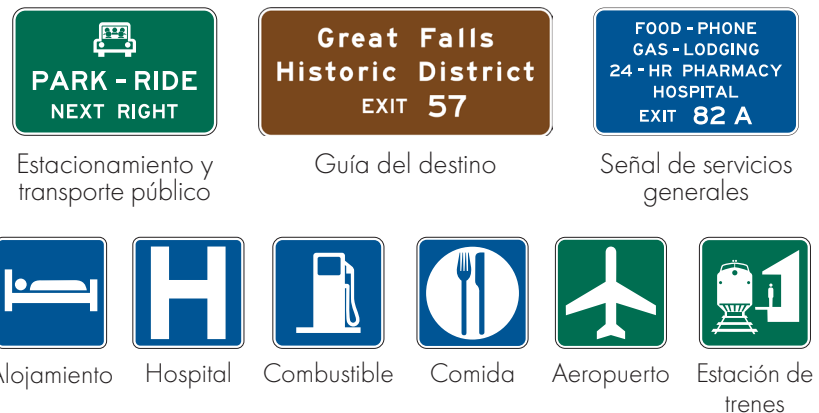 PARK - RIDE
NEXT RIGHT
Great Falls
Historic District
EXIT 57
FOOD - PHONE
GAS - LODGING
24 - HR PHARMACY
HOSPITAL
EXIT 82 A
Estacionamiento y
transporte público
Guía del destino
Señal de servicios
generales
H
Alojamiento
Hospital
Combustible
Comida
Aeropuerto
Estación de
trenes